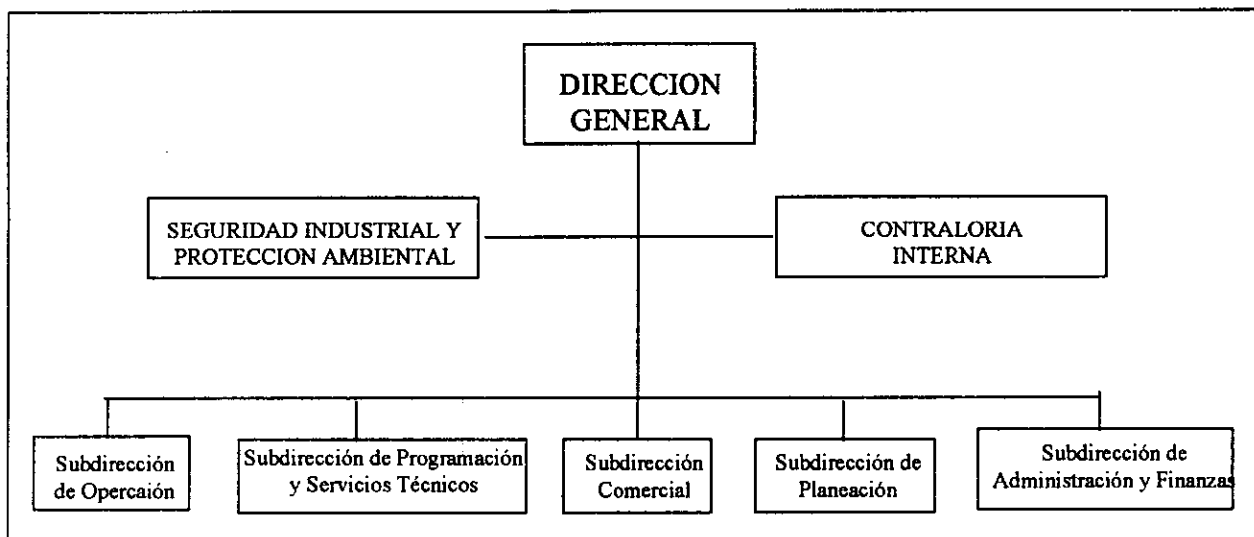 DIRECCION
GENERAL
SEGURIDAD INDUSTRIAL Y
PROTECCION AMBIENTAL
CONTRALORIA
INTERNA
Subdirección
de Opercaión
Subdirección de Programación
y Servicios Técnicos
Subdirección
Comercial
Subdirección de
Planeación
Subdirección de
Administración y Finanzas